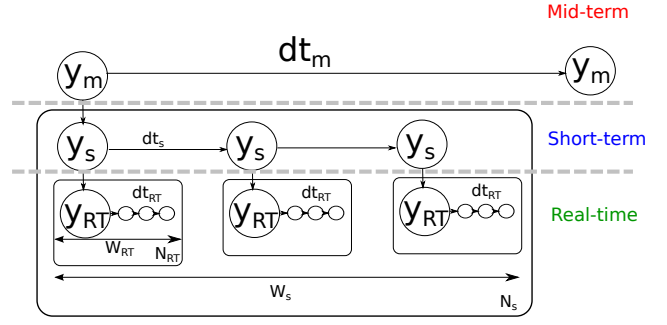 Mid-term
dt_m
y_m y_m
y_s dt_s y_s y_s Short-term
dt_RT dt_RT dt_RT
y_RT y_RT y_RT Real-time
W_RT N_RT
W_s N_s